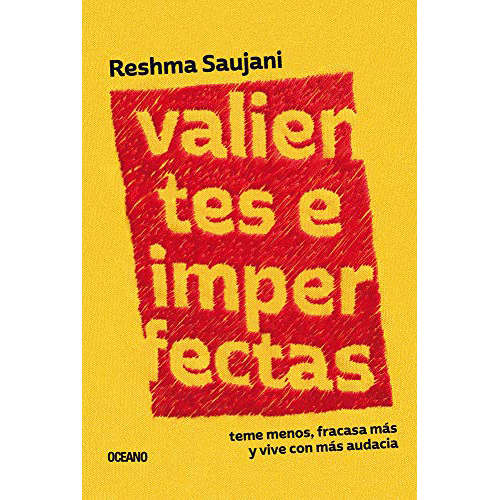 Reshma Saujani
valien
tes e
imper
fectas
teme menos, fracasa más
y vive con más audacia
OCEANO